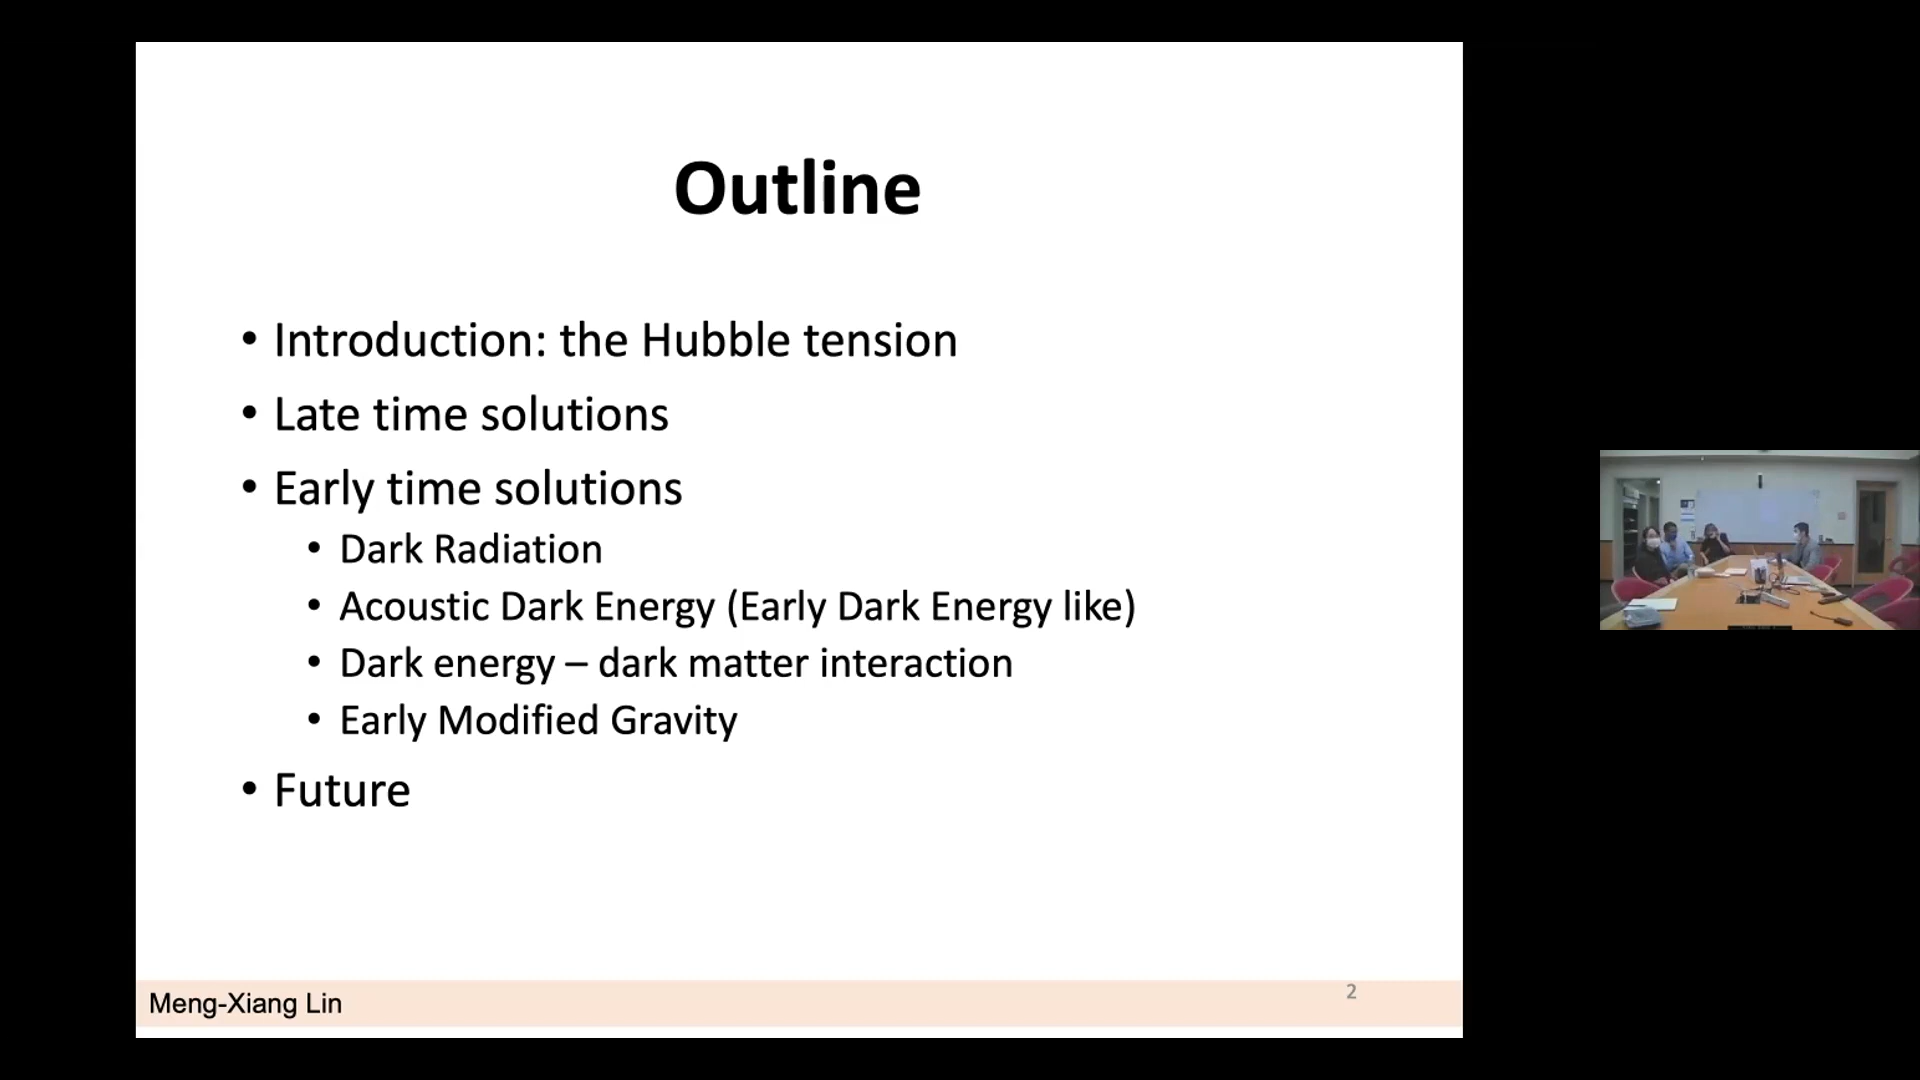 Outline
• Introduction: the Hubble tension
• Late time solutions
• Early time solutions
• Dark Radiation
• Acoustic Dark Energy (Early Dark Energy like)
• Dark energy – dark matter interaction
• Early Modified Gravity
• Future
Meng-Xiang Lin
2